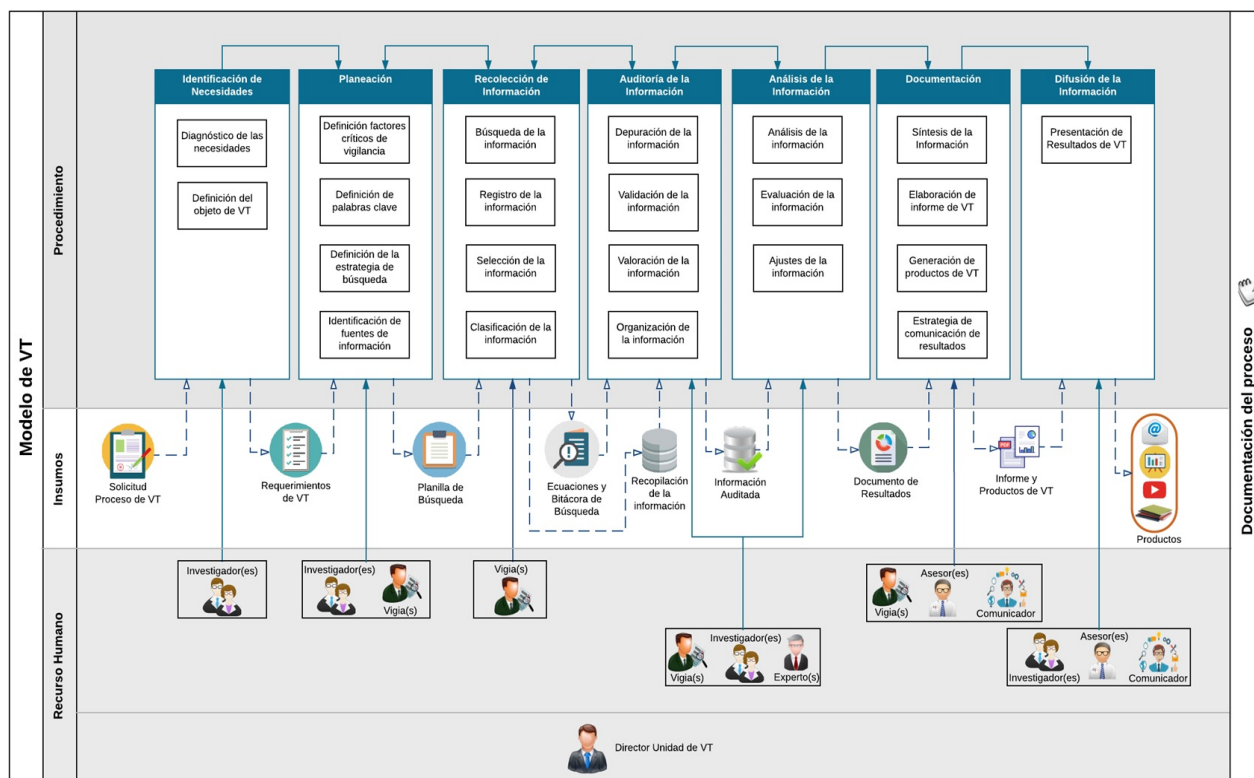 Modelo de VT
Procedimiento
Identificación de
Necesidades
Diagnóstico de las
necesidades
Definición del
objeto de VT
Planeación
Definición factores
críticos de
vigilancia
Definición de
palabras clave
Definición de la
estrategia de
búsqueda
Identificación de
fuentes de
información
Recolección de
Información
Búsqueda de la
información
Registro de la
información
Selección de la
información
Clasificación de la
información
Auditoría de la
Información
Depuración de la
información
Validación de la
información
Valoración de la
información
Organización de
la información
Análisis de la
Información
Análisis de la
información
Evaluación de la
información
Ajustes de la
información
Documentación
Síntesis de la
Información
Elaboración de
informe de VT
Generación de
productos de VT
Estrategia de
comunicación de
resultados
Difusión de la
Información
Presentación de
Resultados de VT
Insumos
Solicitud
Proceso de VT
Requerimientos
de VT
Planilla de
Búsqueda
Ecuaciones y
Bitácora de
Búsqueda
Recopilación
de la
información
Información
Auditada
Documento de
Resultados
PDF
Informe y
Productos de VT
@
Productos
Recurso Humano
Investigador(es)
Investigador(es)
Vigia(s)
Vigia(s)
Vigia(s)
Investigador(es)
Experto(s)
Vigia(s)
Asesor(es)
Comunicador
Investigador(es)
Asesor(es)
Comunicador
Director Unidad de VT
Documentación del proceso